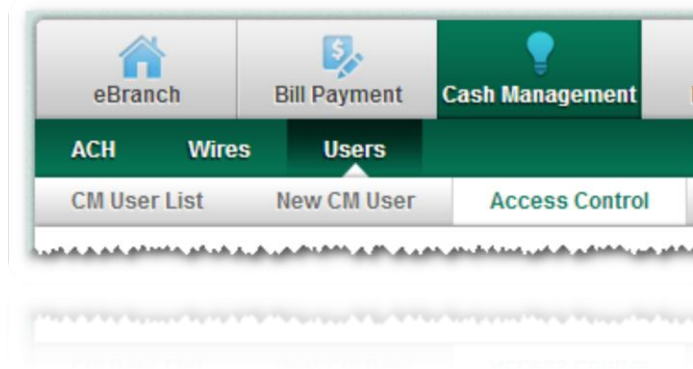 eBranch Bill Payment Cash Management
ACH Wires Users
CM User List New CM User Access Control